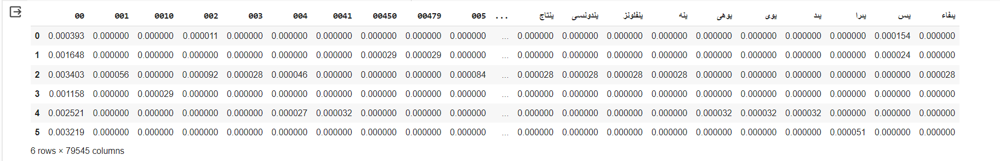 00 001 0010 002 003 004 0041 00450 00479 005 ... ينتاج يندونسى ينفلونز ينه يوهى يوى يىد يىرا يىس يىفاء
0 0.000393 0.000000 0.000000 0.000011 0.000000 0.000000 0.000000 0.000000 0.000000 0.000000 ... 0.000000 0.000000 0.000000 0.000000 0.000000 0.000000 0.000000 0.000000 0.000154 0.000000
1 0.001648 0.000000 0.000000 0.000000 0.000000 0.000000 0.000000 0.000029 0.000029 0.000000 ... 0.000000 0.000000 0.000000 0.000000 0.000000 0.000000 0.000000 0.000000 0.000024 0.000000
2 0.003403 0.000056 0.000000 0.000092 0.000028 0.000046 0.000000 0.000000 0.000000 0.000084 ... 0.000028 0.000028 0.000028 0.000028 0.000000 0.000000 0.000000 0.000000 0.000000 0.000028
3 0.001158 0.000000 0.000029 0.000000 0.000000 0.000000 0.000000 0.000000 0.000000 0.000000 ... 0.000000 0.000000 0.000000 0.000000 0.000000 0.000000 0.000000 0.000000 0.000000 0.000000
4 0.002521 0.000000 0.000000 0.000000 0.000000 0.000027 0.000032 0.000000 0.000000 0.000000 ... 0.000000 0.000000 0.000000 0.000000 0.000032 0.000032 0.000032 0.000000 0.000000 0.000000
5 0.003219 0.000000 0.000000 0.000000 0.000000 0.000000 0.000000 0.000000 0.000000 0.000000 ... 0.000000 0.000000 0.000000 0.000000 0.000000 0.000000 0.000000 0.000051 0.000000 0.000000
6 rows × 79545 columns